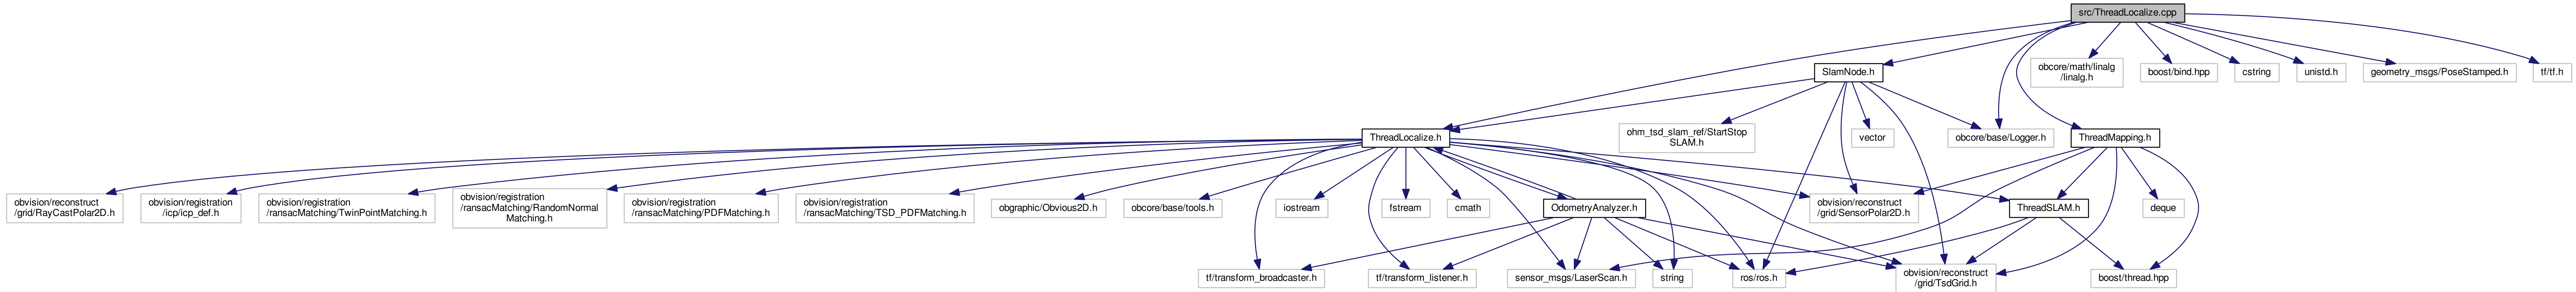 src/ThreadLocalize.cpp
SlamNode.h
obcore/math/linalg
/linalg.h
boost/bind.hpp
cstring
unistd.h
geometry_msgs/PoseStamped.h
tf/tf.h
ThreadLocalize.h
ohm_tsd_slam_ref/StartStop
SLAM.h
vector
obcore/base/Logger.h
ThreadMapping.h
obvision/reconstruct
/grid/RayCastPolar2D.h
obvision/registration
/icp/icp_def.h
obvision/registration
/ransacMatching/TwinPointMatching.h
obvision/registration
/ransacMatching/RandomNormal
Matching.h
obvision/registration
/ransacMatching/PDFMatching.h
obvision/registration
/ransacMatching/TSD_PDFMatching.h
obgraphic/Obvious2D.h
obcore/base/tools.h
iostream
fstream
cmath
OdometryAnalyzer.h
obvision/reconstruct
/grid/SensorPolar2D.h
ThreadSLAM.h
deque
tf/transform_broadcaster.h
tf/transform_listener.h
sensor_msgs/LaserScan.h
string
ros/ros.h
obvision/reconstruct
/grid/TsdGrid.h
boost/thread.hpp